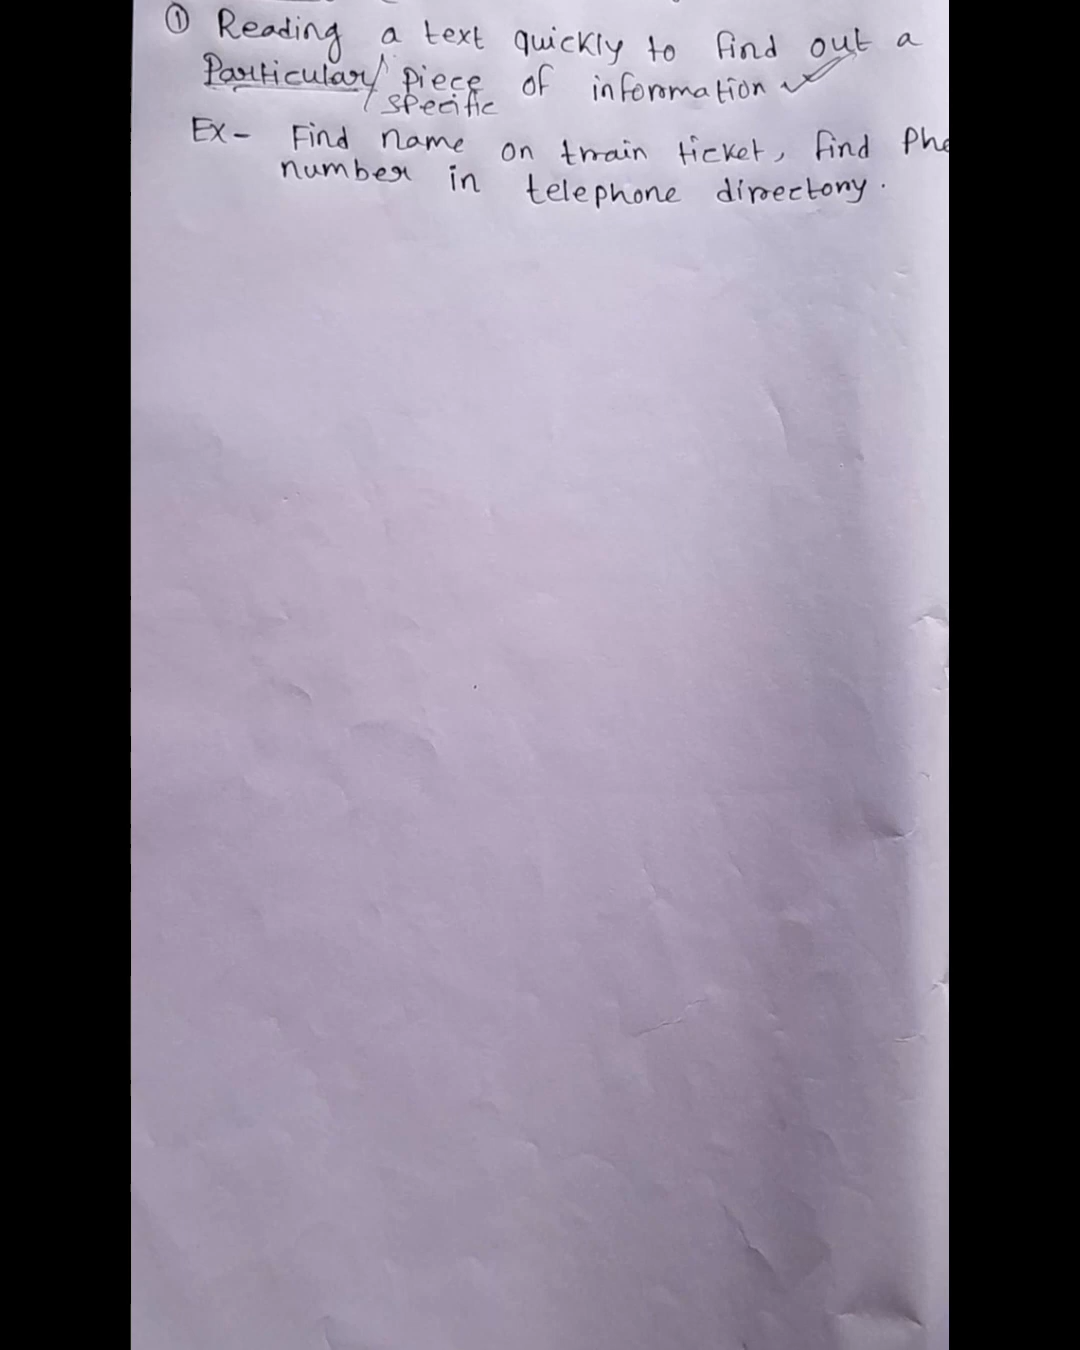 ① Reading a text quickly to find out a
Particular/ piece of information ✓
specific
Ex- Find name on train ticket, find
number in telephone directory.